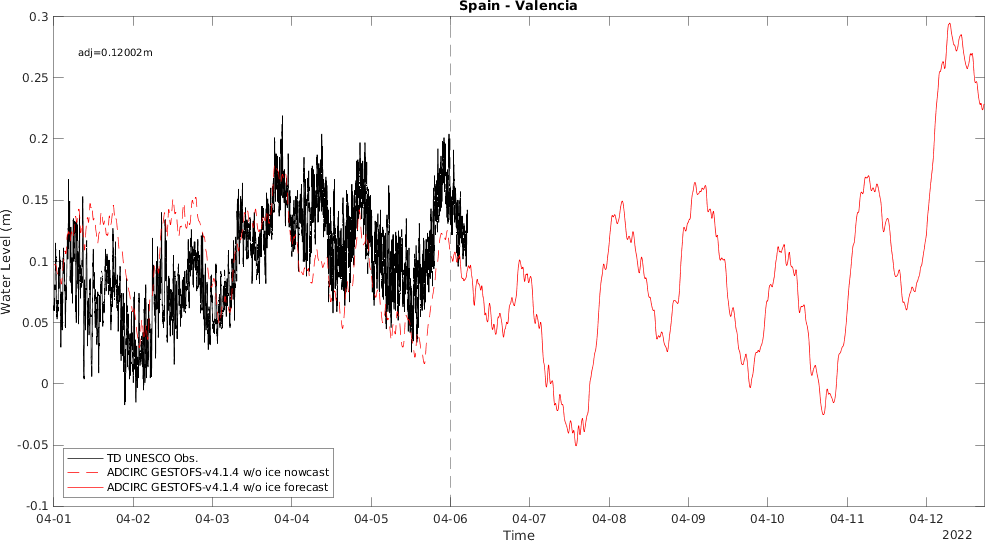 Spain - Valencia
adj=0.12002m
0.3
0.25
0.2
0.15
0.1
0.05
0
-0.05
-0.1
Water Level (m)
TD UNESCO Obs.
ADCIRC GESTOFS-v4.1.4 w/o ice nowcast
ADCIRC GESTOFS-v4.1.4 w/o ice forecast
04-01 04-02 04-03 04-04 04-05 04-06 04-07 04-08 04-09 04-10 04-11 04-12
Time
2022